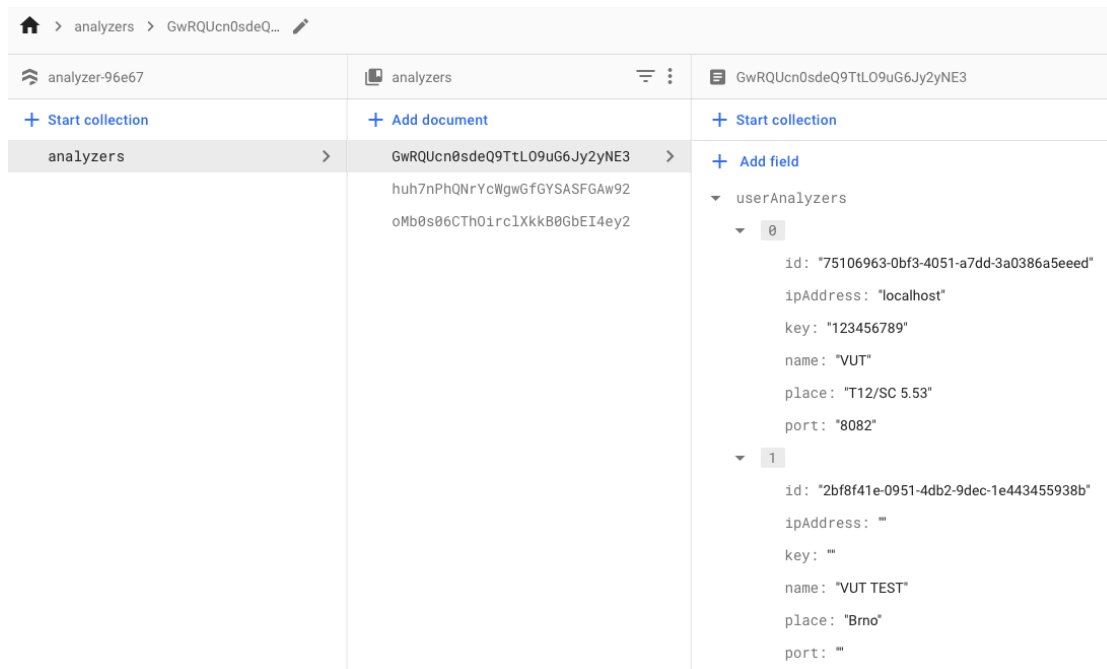 analyzers > GwRQUcn0sdeQ...
analyzer-96e67
+ Start collection
analyzers
analyzers
+ Add document
GwRQUcn0sdeQ9TtLO9uG6Jy2yNE3
huh7nPhQNrYcWgwGfGYSASFGAw92
oMb0s06CThOirclXkkB0GbEI4ey2
GwRQUcn0sdeQ9TtLO9uG6Jy2yNE3
+ Start collection
+ Add field
userAnalyzers
0
id: "75106963-0bf3-4051-a7dd-3a0386a5eeed"
ipAddress: "localhost"
key: "123456789"
name: "VUT"
place: "T12/SC 5.53"
port: "8082"
1
id: "2bf8f41e-0951-4db2-9dec-1e443455938b"
ipAddress: ""
key: ""
name: "VUT TEST"
place: "Brno"
port: ""